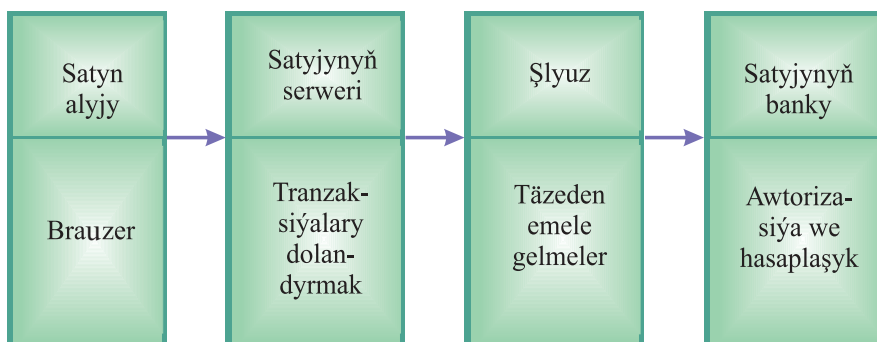 Satyn
alyjy
Brauzer
Satyjynyň
serweri
Tranzak-
siýalary
dolan-
dyrmak
Şlyuz
Täzeden
emele
gelmeler
Satyjynyň
banky
Awtoriza-
siýa we
hasaplaşyk